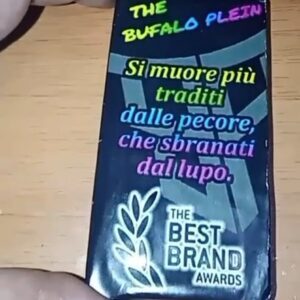 THE
BUFALO PLEIN
Si muore più
traditi
dalle pecore,
che sbranati
dal lupo.
THE
BEST
BRAND
AWARDS